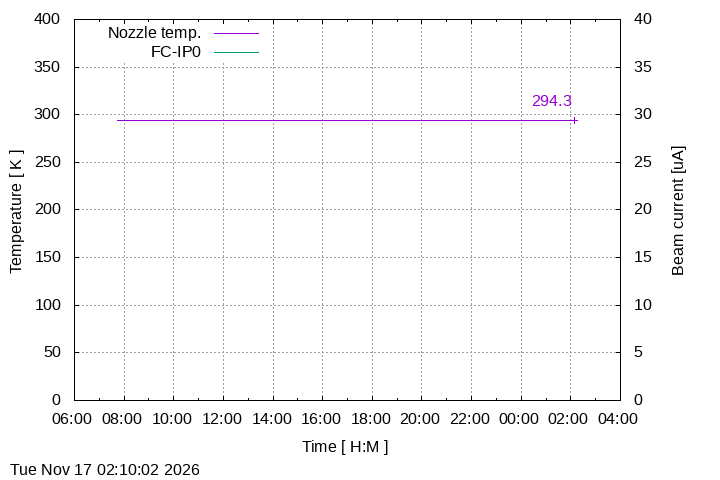 Nozzle temp.
FC-IP0
294.3
400
350
300
250
200
150
100
50
0
40
35
30
25
20
15
10
5
0
Temperature [ K ]
Beam current [uA]
06:00 08:00 10:00 12:00 14:00 16:00 18:00 20:00 22:00 00:00 02:00 04:00
Time [ H:M ]
Tue Nov 17 02:10:02 2026